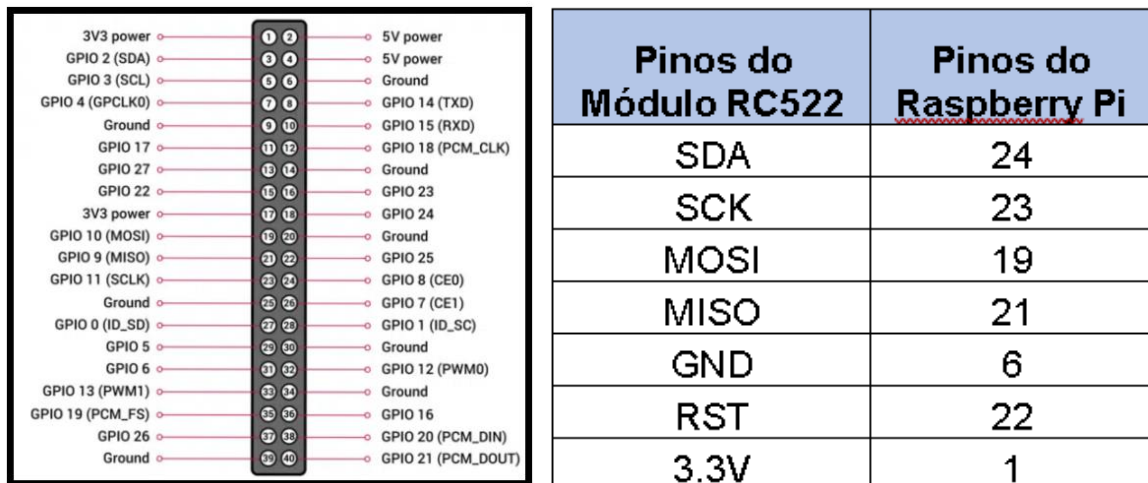 3V3 power 1 2 5V power
GPIO 2 (SDA) 3 4 5V power
GPIO 3 (SCL) 5 6 Ground
GPIO 4 (GPCLK0) 7 8 GPIO 14 (TXD)
Ground 9 10 GPIO 15 (RXD)
GPIO 17 11 12 GPIO 18 (PCM_CLK)
GPIO 27 13 14 Ground
GPIO 22 15 16 GPIO 23
3V3 power 17 18 GPIO 24
GPIO 10 (MOSI) 19 20 Ground
GPIO 9 (MISO) 21 22 GPIO 25
GPIO 11 (SCLK) 23 24 GPIO 8 (CE0)
Ground 25 26 GPIO 7 (CE1)
GPIO 0 (ID_SD) 27 28 GPIO 1 (ID_SC)
GPIO 5 29 30 Ground
GPIO 6 31 32 GPIO 12 (PWM0)
GPIO 13 (PWM1) 33 34 Ground
GPIO 19 (PCM_FS) 35 36 GPIO 16
GPIO 26 37 38 GPIO 20 (PCM_DIN)
Ground 39 40 GPIO 21 (PCM_DOUT)
Pinos do Pinos do
Módulo RC522 Raspberry Pi
SDA 24
SCK 23
MOSI 19
MISO 21
GND 6
RST 22
3.3V 1